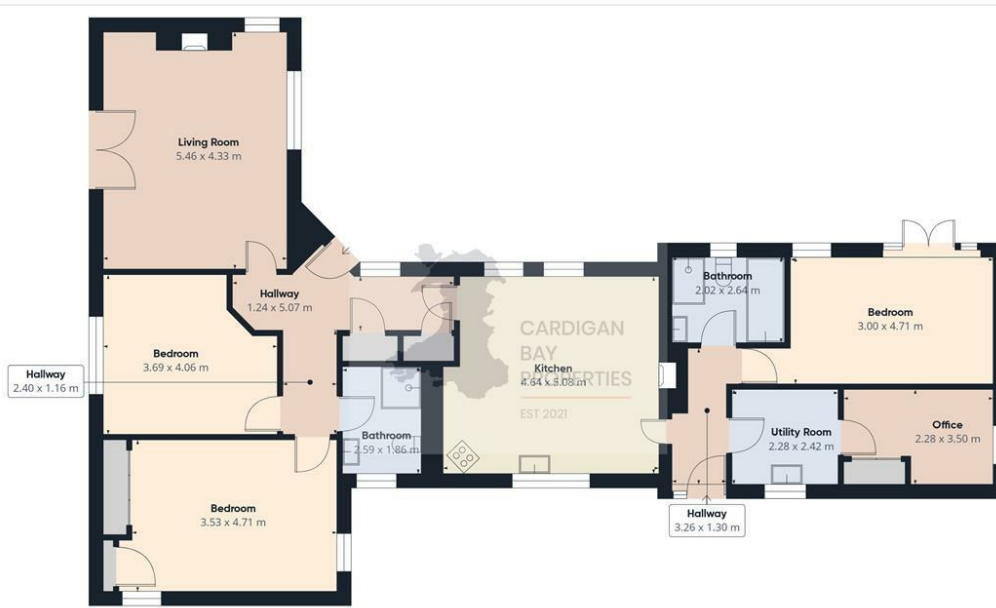 Living Room
5.46 x 4.33 m
Hallway
1.24 x 5.07 m
Bedroom
3.69 x 4.06 m
Hallway
2.40 x 1.16 m
Bathroom
2.59 x 1.86 m
Bedroom
3.53 x 4.71 m
CARDIGAN
BAY
PROPERTIES
EST 2021
Kitchen
4.64 x 5.08 m
Bathroom
2.02 x 2.64 m
Bedroom
3.00 x 4.71 m
Utility Room
2.28 x 2.42 m
Office
2.28 x 3.50 m
Hallway
3.26 x 1.30 m